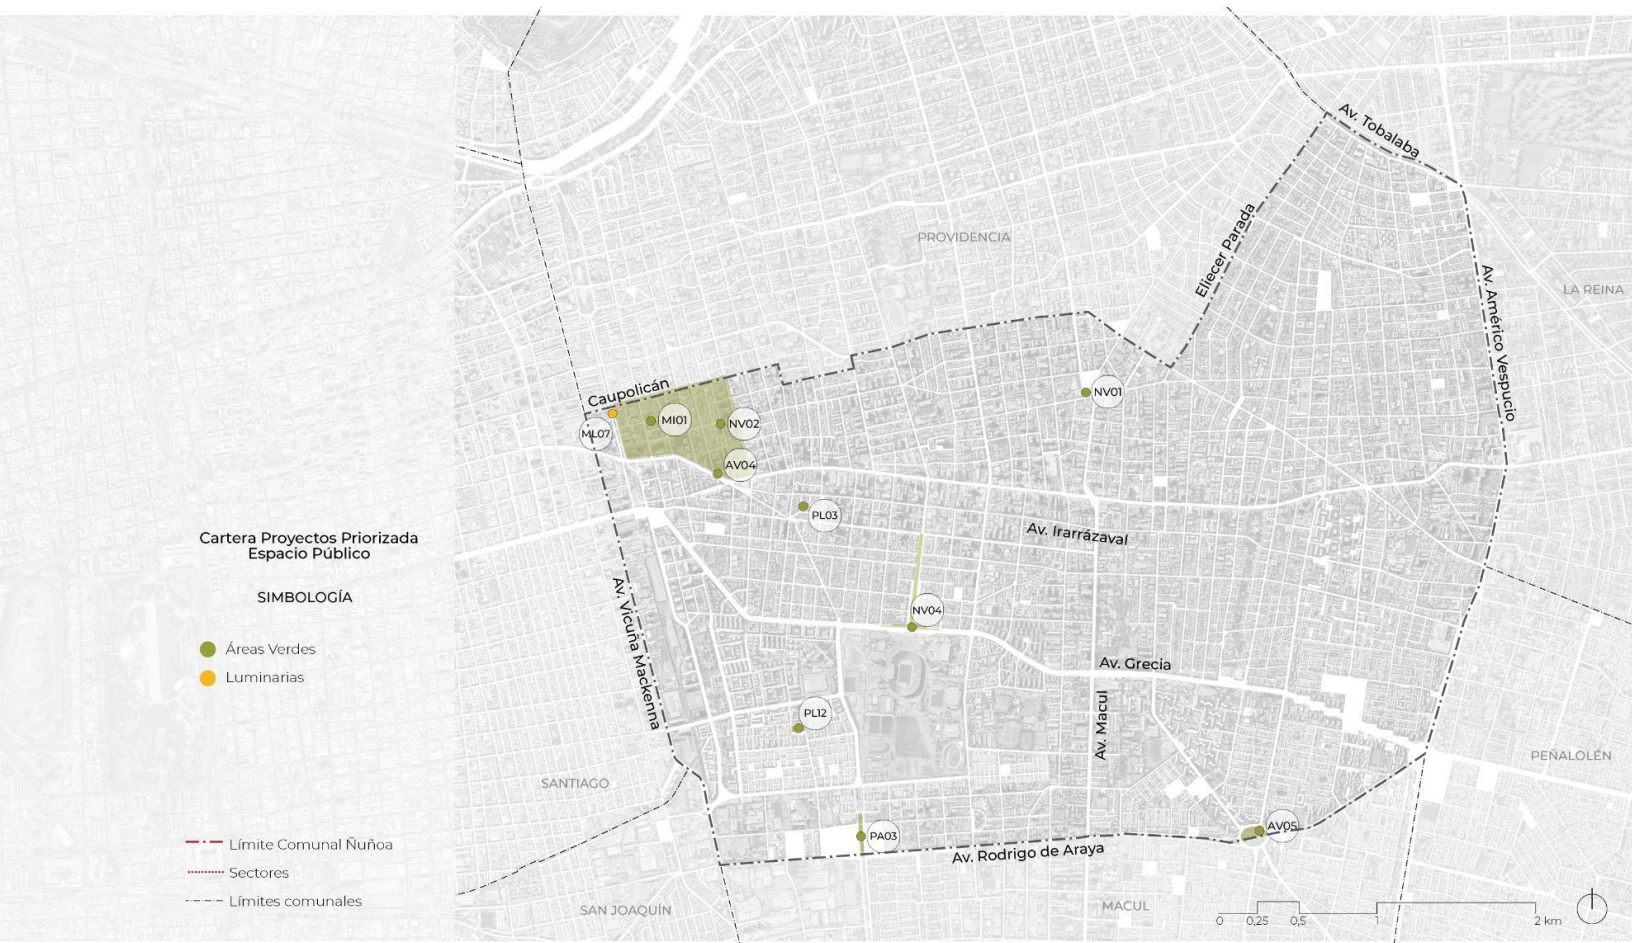 Av. Tobalaba
Eliecer Parada
PROVIDENCIA
LA REINA
Av. Américo Vespucio
Caupolicán
NV01
ML07
MI01
NV02
AV04
PL03
Av. Irarrázaval
Cartera Proyectos Priorizada
Espacio Público
SIMBOLOGÍA
Áreas Verdes
Luminarias
Av. Vicuña Mackenna
NV04
Av. Grecia
Av. Macul
PL12
PEÑALOLÉN
SANTIAGO
PA03
AV05
Av. Rodrigo de Araya
Límite Comunal Ñuñoa
Sectores
Límites comunales
SAN JOAQUÍN
MACUL
0 0,25 0,5 1 2 km